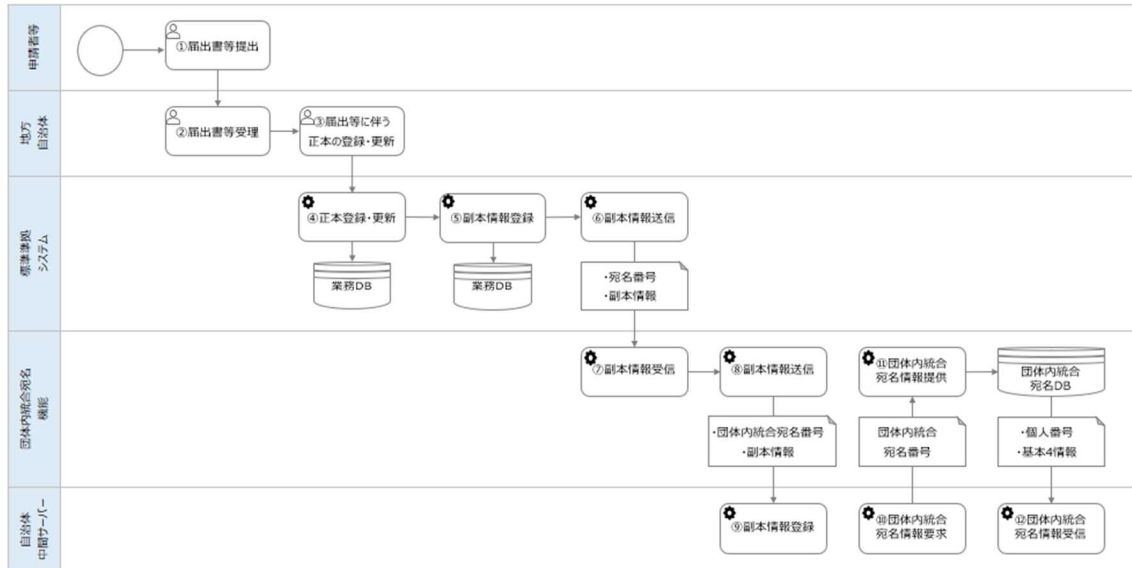 申請者等
①届出書等提出
地方
自治体
②届出書等受理
③届出等に伴う
正本の登録・更新
標準準拠
システム
④正本登録・更新
⑤副本情報登録
⑥副本情報送信
業務DB
業務DB
・宛名番号
・副本情報
団体内統合宛名
機能
⑦副本情報受信
⑧副本情報送信
⑪団体内統合
宛名情報提供
団体内統合
宛名DB
・団体内統合宛名番号
・副本情報
団体内統合
宛名番号
・個人番号
・基本4情報
自治体
中間サーバー
⑨副本情報登録
⑩団体内統合
宛名情報要求
⑫団体内統合
宛名情報受信